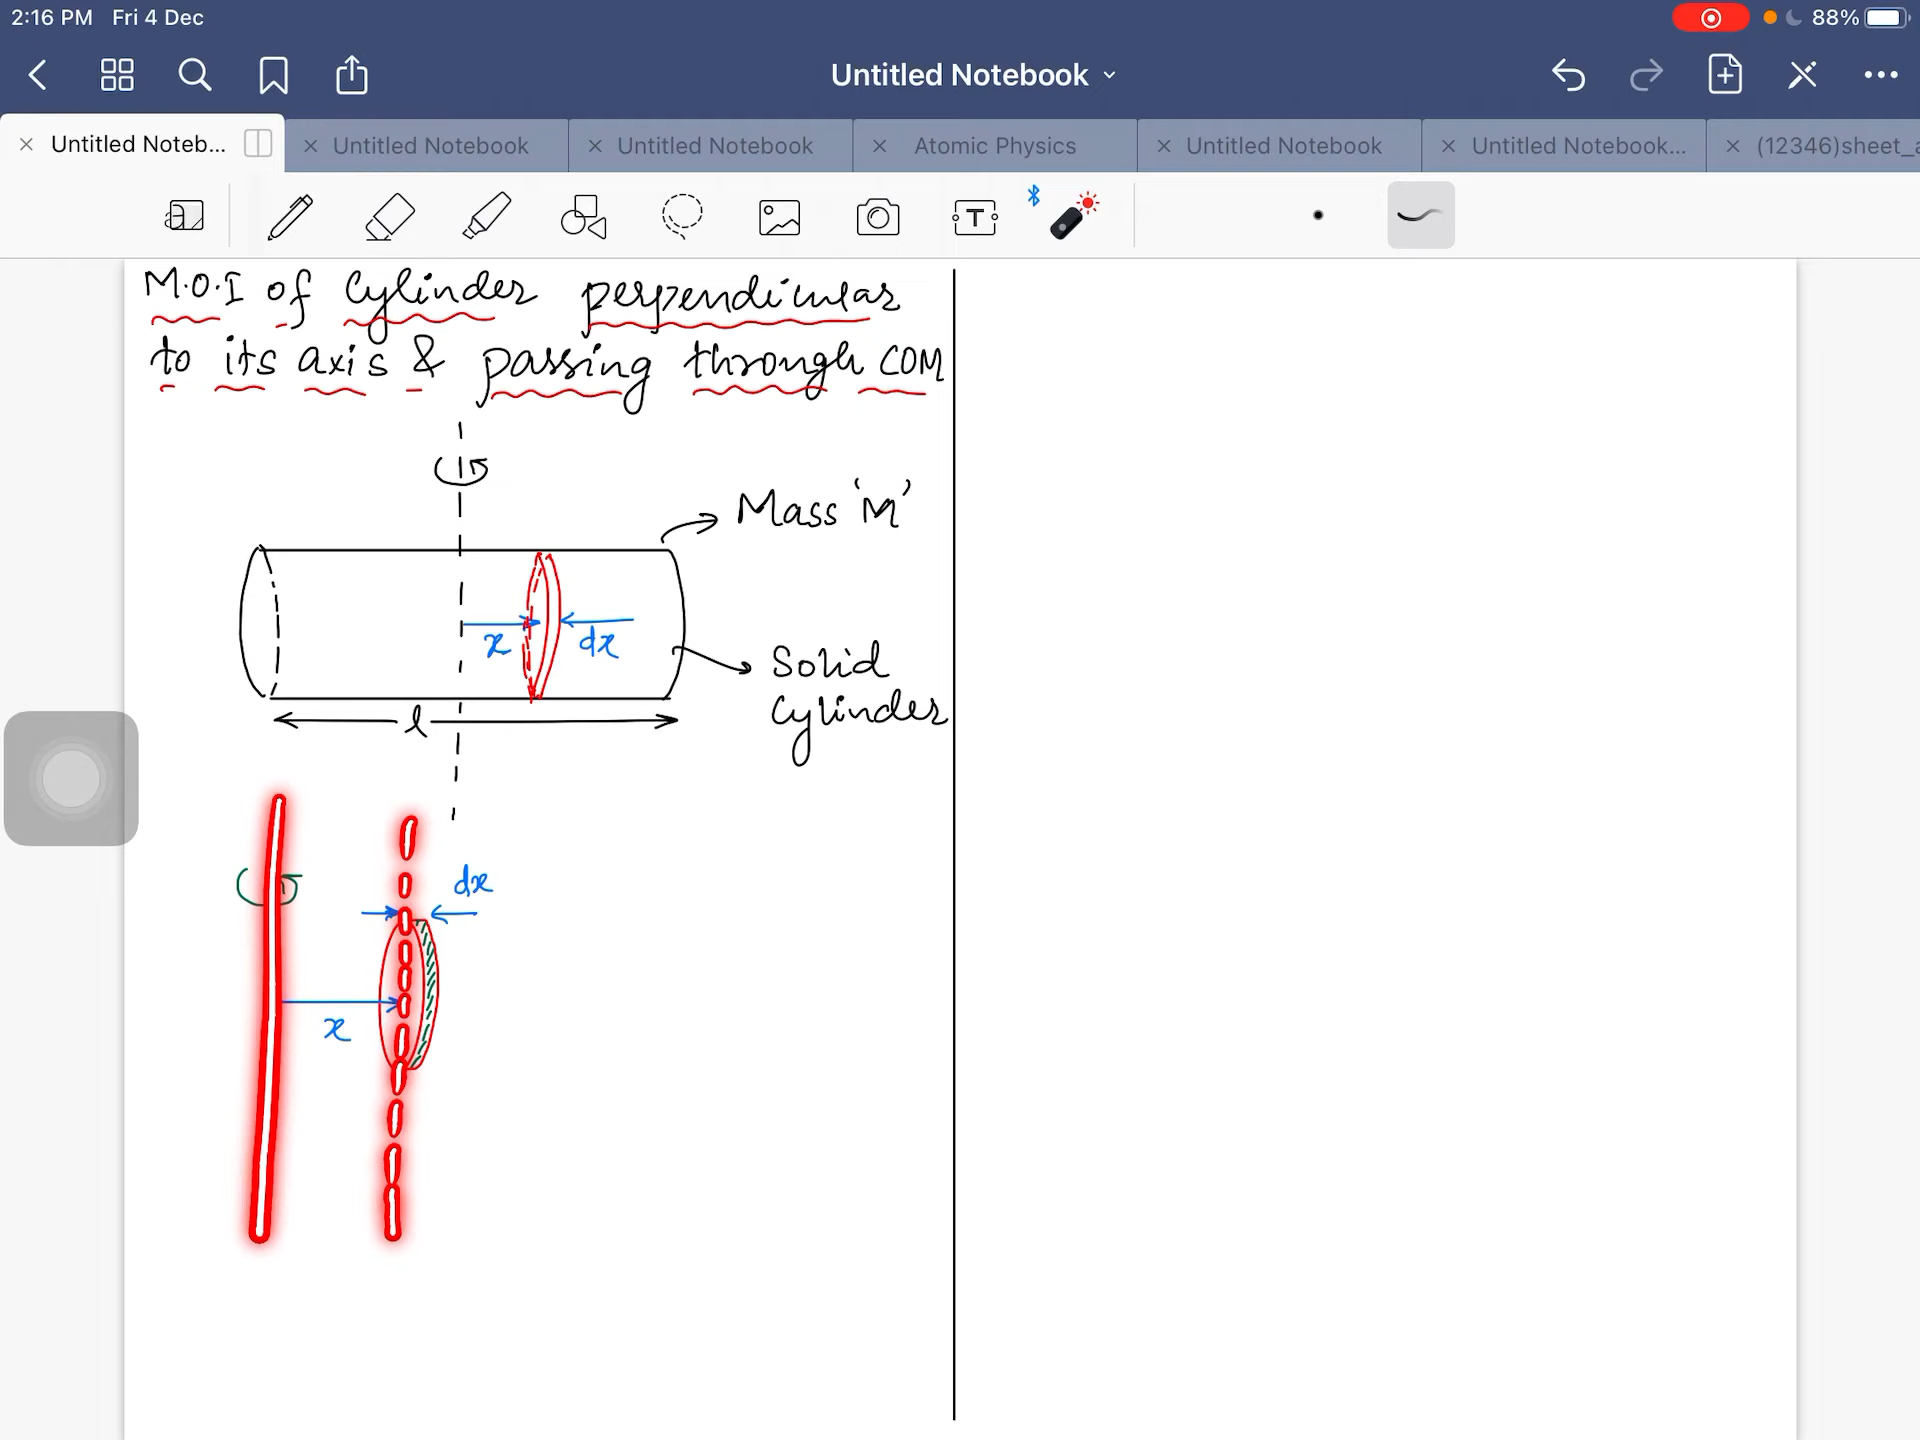 2:16 PM Fri 4 Dec
88%
Untitled Notebook
Untitled Noteb...
Untitled Notebook
Untitled Notebook
Atomic Physics
Untitled Notebook
Untitled Notebook...
(12346)sheet_a
M.O.I of Cylinder perpendicular
to its axis & passing through COM
Mass 'M'
x
dx
Solid
Cylinder
l
dx
x